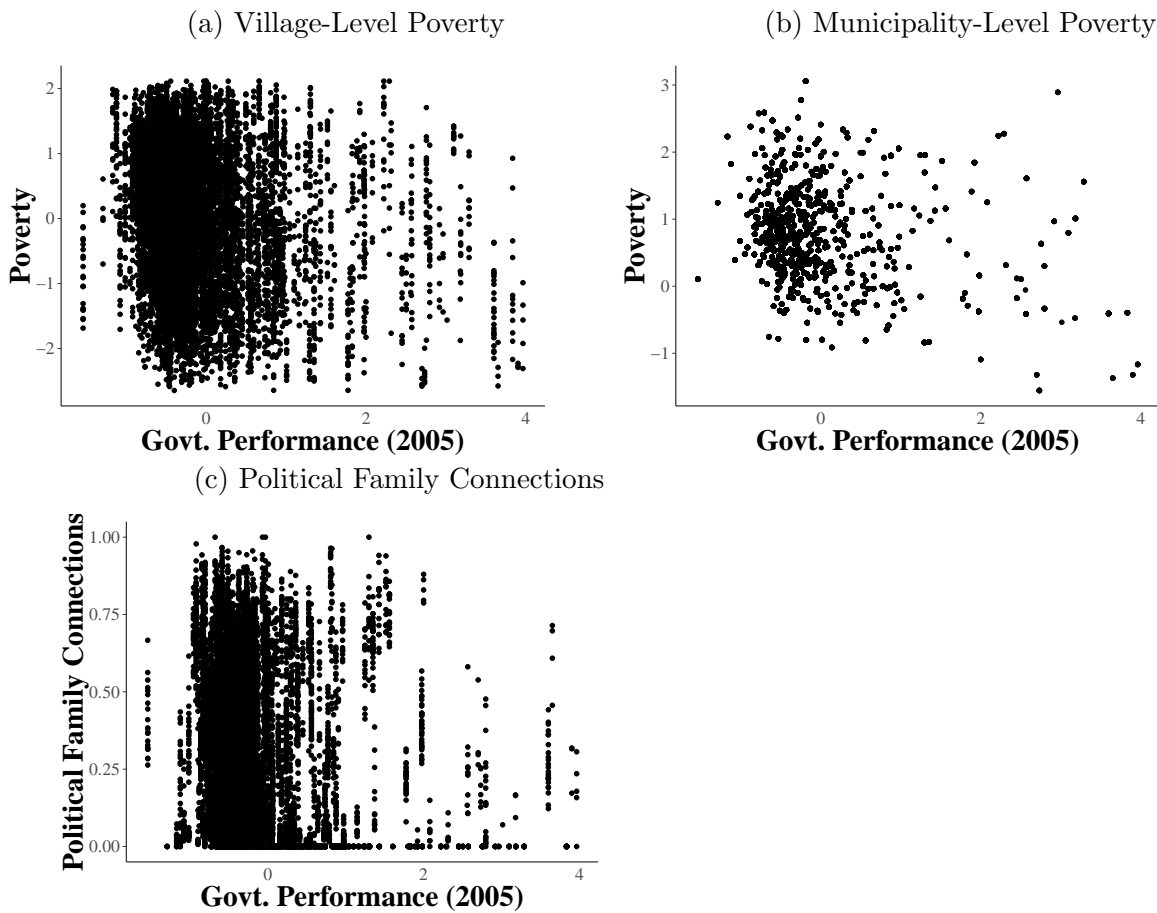 (a) Village-Level Poverty
2
1
0
−1
−2
Poverty
0 2 4
Govt. Performance (2005)
(b) Municipality-Level Poverty
3
2
1
0
−1
Poverty
0 2 4
Govt. Performance (2005)
(c) Political Family Connections
1.00
0.75
0.50
0.25
0.00
Political Family Connections
0 2 4
Govt. Performance (2005)